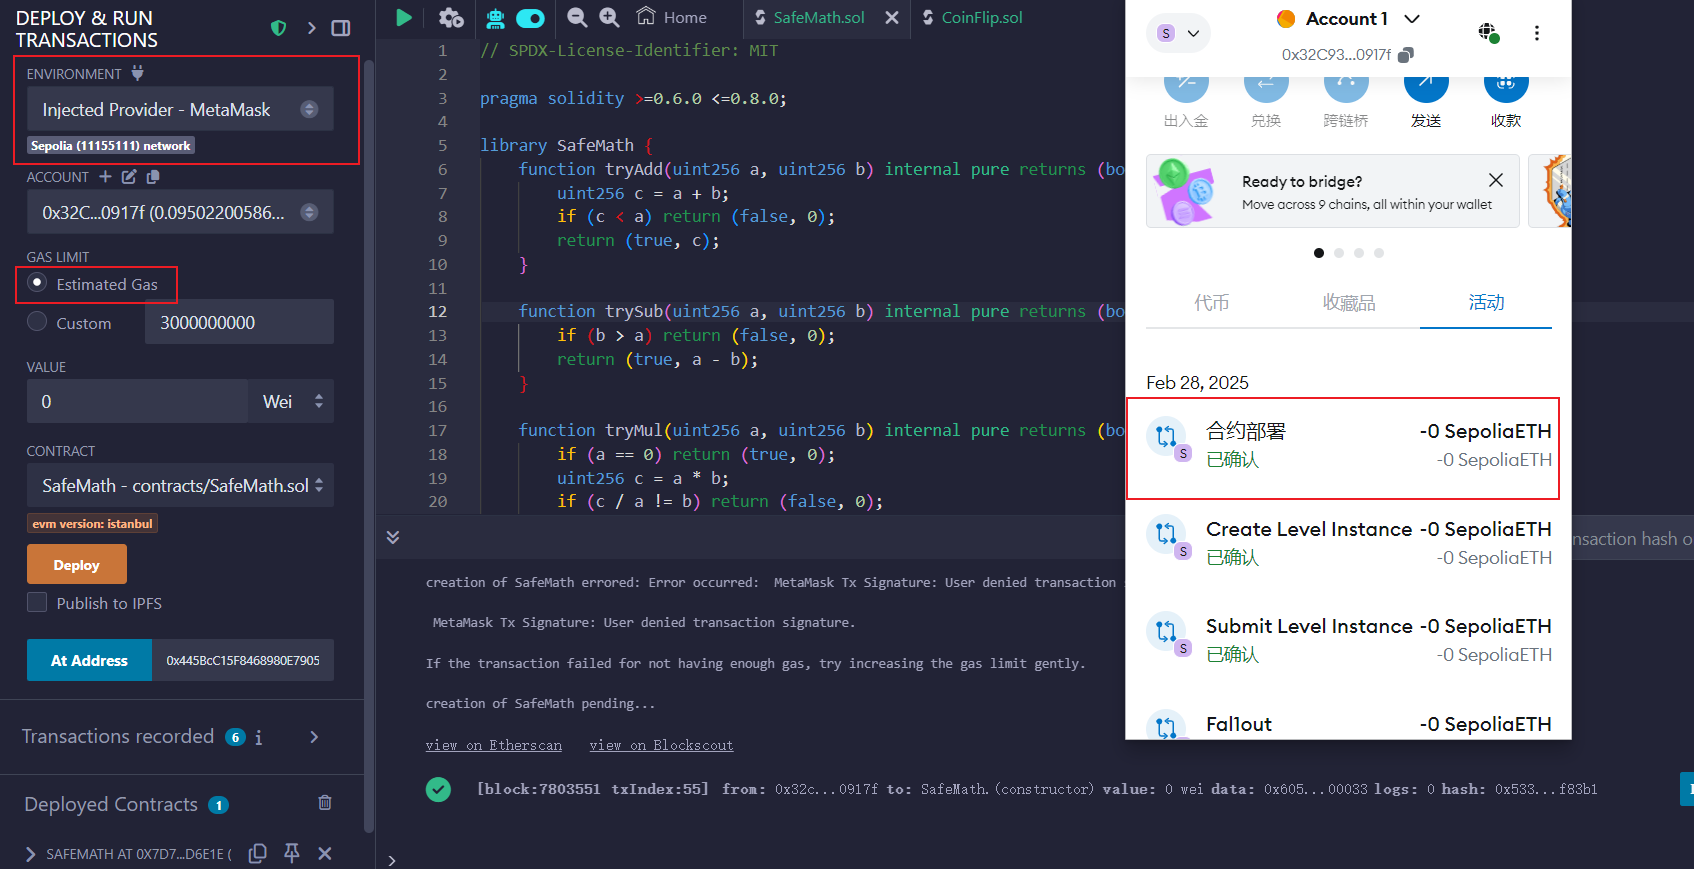 DEPLOY & RUN
TRANSACTIONS
ENVIRONMENT
Injected Provider - MetaMask
Sepolia (11155111) network
ACCOUNT
0x32C...0917f (0.09502200586...
GAS LIMIT
Estimated Gas
Custom
3000000000
VALUE
0
Wei
CONTRACT
SafeMath - contracts/SafeMath.sol
evm version: istanbul
Deploy
Publish to IPFS
At Address
0x445BcC15F8468980E7905
Transactions recorded 6 i
Deployed Contracts 1
SAFEMATH AT 0X7D7...D6E1E (
Home
SafeMath.sol
CoinFlip.sol
1 // SPDX-License-Identifier: MIT
2
3 pragma solidity >=0.6.0 <=0.8.0;
4
5 library SafeMath {
6 function tryAdd(uint256 a, uint256 b) internal pure returns (bo
7 uint256 c = a + b;
8 if (c < a) return (false, 0);
9 return (true, c);
10 }
11
12 function trySub(uint256 a, uint256 b) internal pure returns (bo
13 if (b > a) return (false, 0);
14 return (true, a - b);
15 }
16
17 function tryMul(uint256 a, uint256 b) internal pure returns (bo
18 if (a == 0) return (true, 0);
19 uint256 c = a * b;
20 if (c / a != b) return (false, 0);
nsaction hash o
creation of SafeMath errored: Error occurred: MetaMask Tx Signature: User denied transaction
MetaMask Tx Signature: User denied transaction signature.
If the transaction failed for not having enough gas, try increasing the gas limit gently.
creation of SafeMath pending...
view on Etherscan view on Blockscout
[block:7803551 txIndex:55] from: 0x32c...0917f to: SafeMath.(constructor) value: 0 wei data: 0x605...00033 logs: 0 hash: 0x533...f83b1
>
S
Account 1
0x32C93...0917f
出入金
兑换
跨链桥
发送
收款
Ready to bridge?
Move across 9 chains, all within your wallet
代币
收藏品
活动
Feb 28, 2025
合约部署 -0 SepoliaETH
S
已确认 -0 SepoliaETH
Create Level Instance -0 SepoliaETH
S
已确认 -0 SepoliaETH
Submit Level Instance -0 SepoliaETH
S
已确认 -0 SepoliaETH
Fal1out -0 SepoliaETH